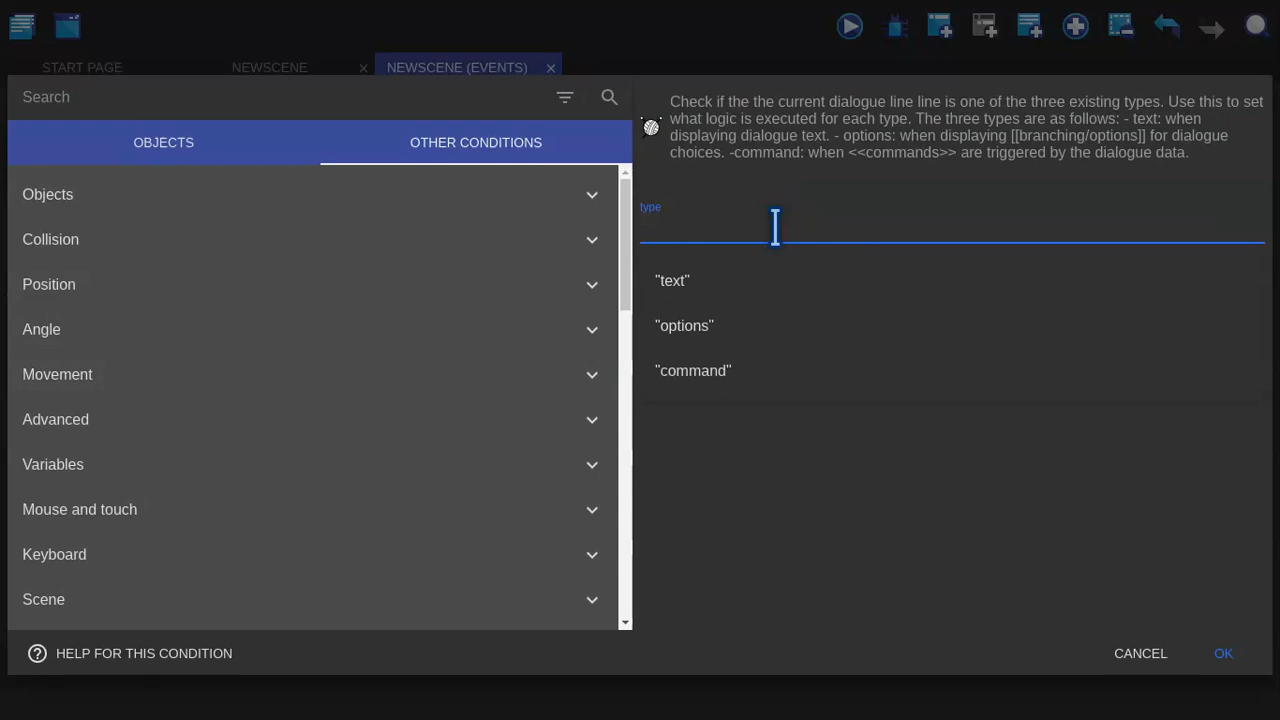 START PAGE
NEWSCENE
NEWSCENE (EVENTS)
Search
OBJECTS
OTHER CONDITIONS
Objects
Collision
Position
Angle
Movement
Advanced
Variables
Mouse and touch
Keyboard
Scene
Check if the the current dialogue line line is one of the three existing types. Use this to set
what logic is executed for each type. The three types are as follows: - text: when
displaying dialogue text. - options: when displaying [[branching/options]] for dialogue
choices. -command: when <<commands>> are triggered by the dialogue data.
type
"text"
"options"
"command"
HELP FOR THIS CONDITION
CANCEL
OK